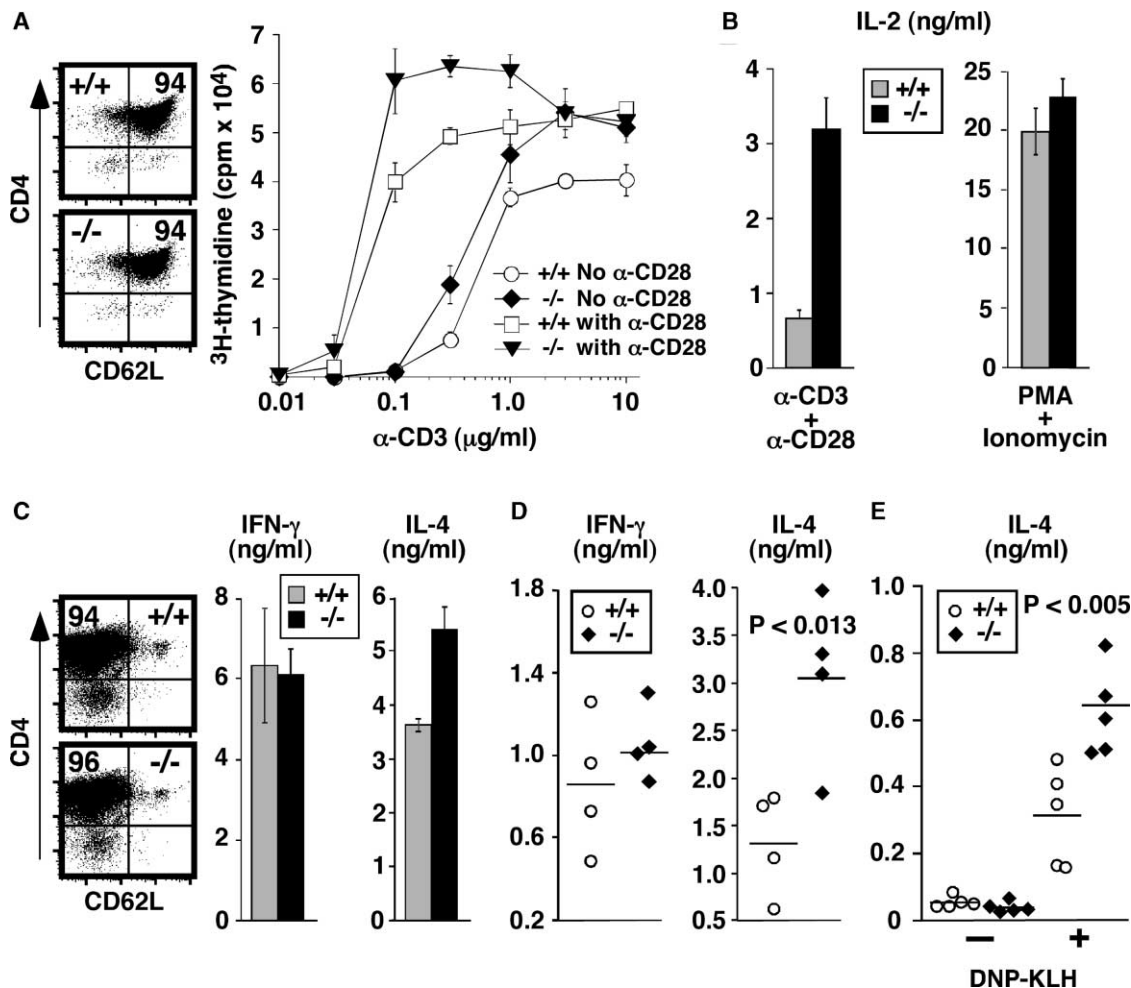 A
+/+ 94
-/- 94
CD4
CD62L
³H-thymidine (cpm x 10⁴)
7
6
5
4
3
2
1
0.01 0.1 1.0 10
α-CD3 (μg/ml)
+/+ No α-CD28
-/- No α-CD28
+/+ with α-CD28
-/- with α-CD28
B
IL-2 (ng/ml)
4
3
2
1
0
+/+
-/-
25
20
15
10
5
0
α-CD3
+
α-CD28
PMA
+
Ionomycin
C
94 +/+
96 -/-
CD4
CD62L
IFN-γ
(ng/ml)
8
6
4
2
0
+/+
-/-
IL-4
(ng/ml)
6
5
4
3
2
1
0
D
IFN-γ
(ng/ml)
1.8
1.4
1.0
0.6
0.2
+/+
-/-
IL-4
(ng/ml)
4.0
3.5
3.0
2.5
2.0
1.5
1.0
0.5
P < 0.013
E
IL-4
(ng/ml)
1.0
0.8
0.6
0.4
0.2
0
+/+
-/-
P < 0.005
− +
DNP-KLH